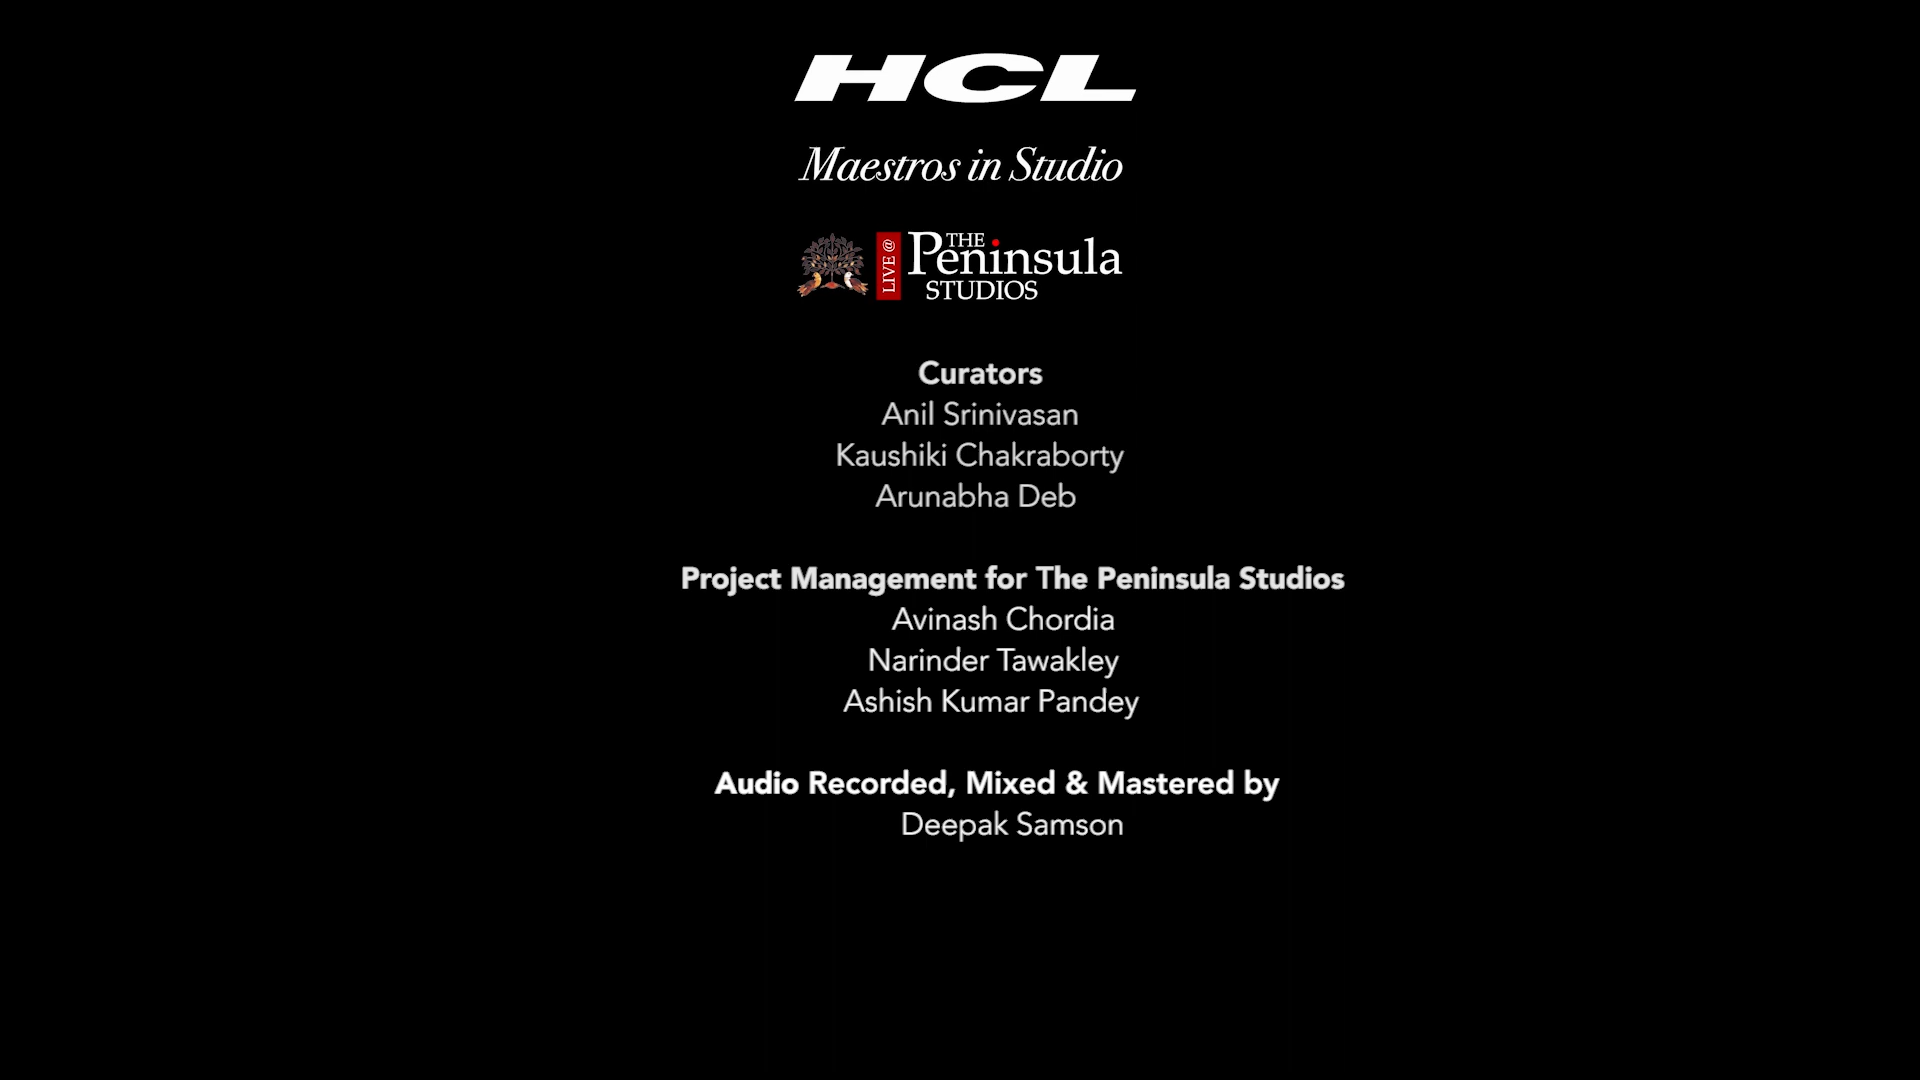 HCL
Maestros in Studio
LIVE @ THE Peninsula STUDIOS
Curators
Anil Srinivasan
Kaushiki Chakraborty
Arunabha Deb
Project Management for The Peninsula Studios
Avinash Chordia
Narinder Tawakley
Ashish Kumar Pandey
Audio Recorded, Mixed & Mastered by
Deepak Samson